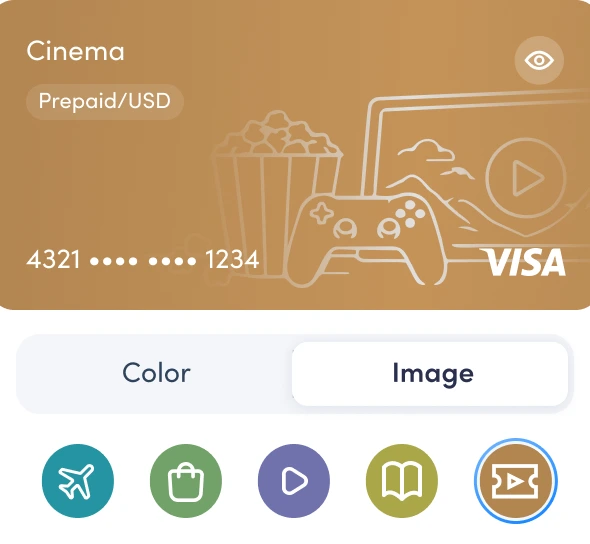 Cinema
Prepaid/USD
4321 •••• •••• 1234
VISA
Color
Image